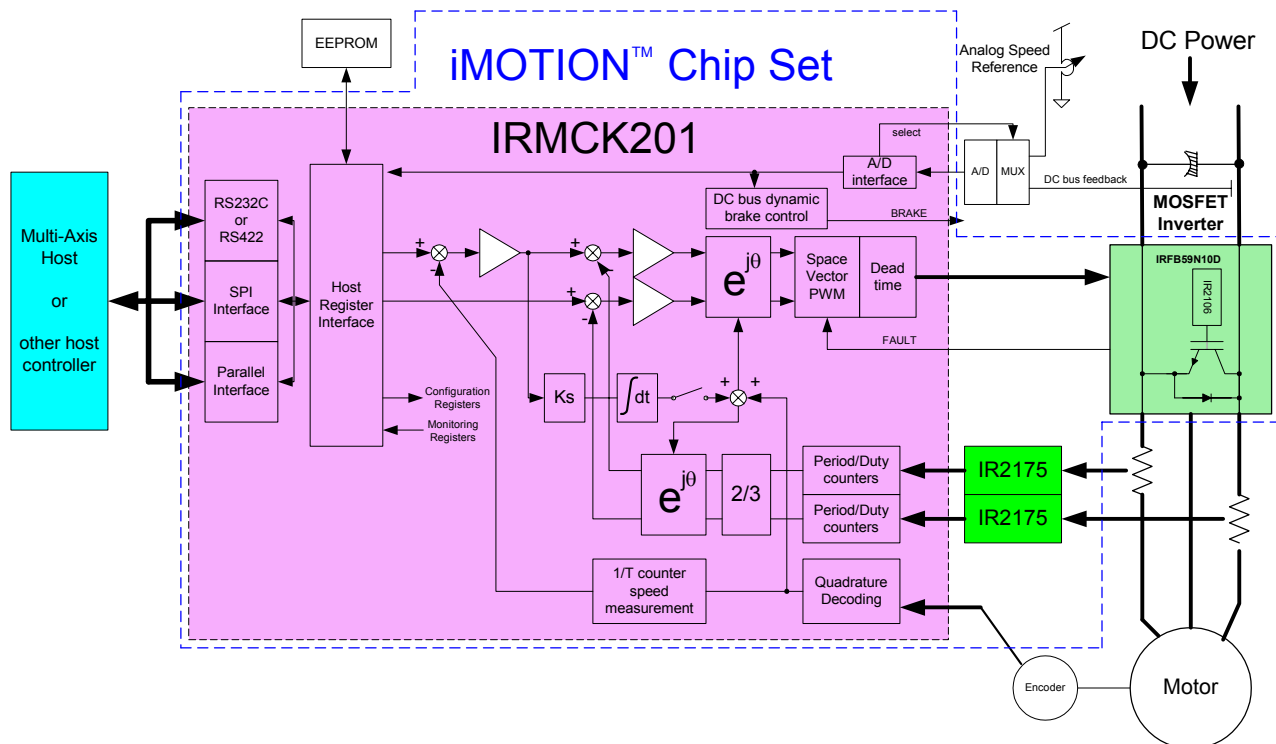 EEPROM
iMOTION™ Chip Set
Analog Speed
Reference
DC Power
IRMCK201
select
A/D
interface
A/D
MUX
DC bus feedback
DC bus dynamic
brake control
BRAKE
MOSFET
Inverter
Multi-Axis
Host
or
other host
controller
RS232C
or
RS422
SPI
Interface
Parallel
Interface
Host
Register
Interface
+
-
+
-
+
-
e^jθ
Space
Vector
PWM
Dead
time
IRFB59N10D
IR2106
FAULT
Configuration
Registers
Monitoring
Registers
Ks
∫dt
+
+
+
e^jθ
2/3
Period/Duty
counters
Period/Duty
counters
IR2175
IR2175
1/T counter
speed
measurement
Quadrature
Decoding
Encoder
Motor